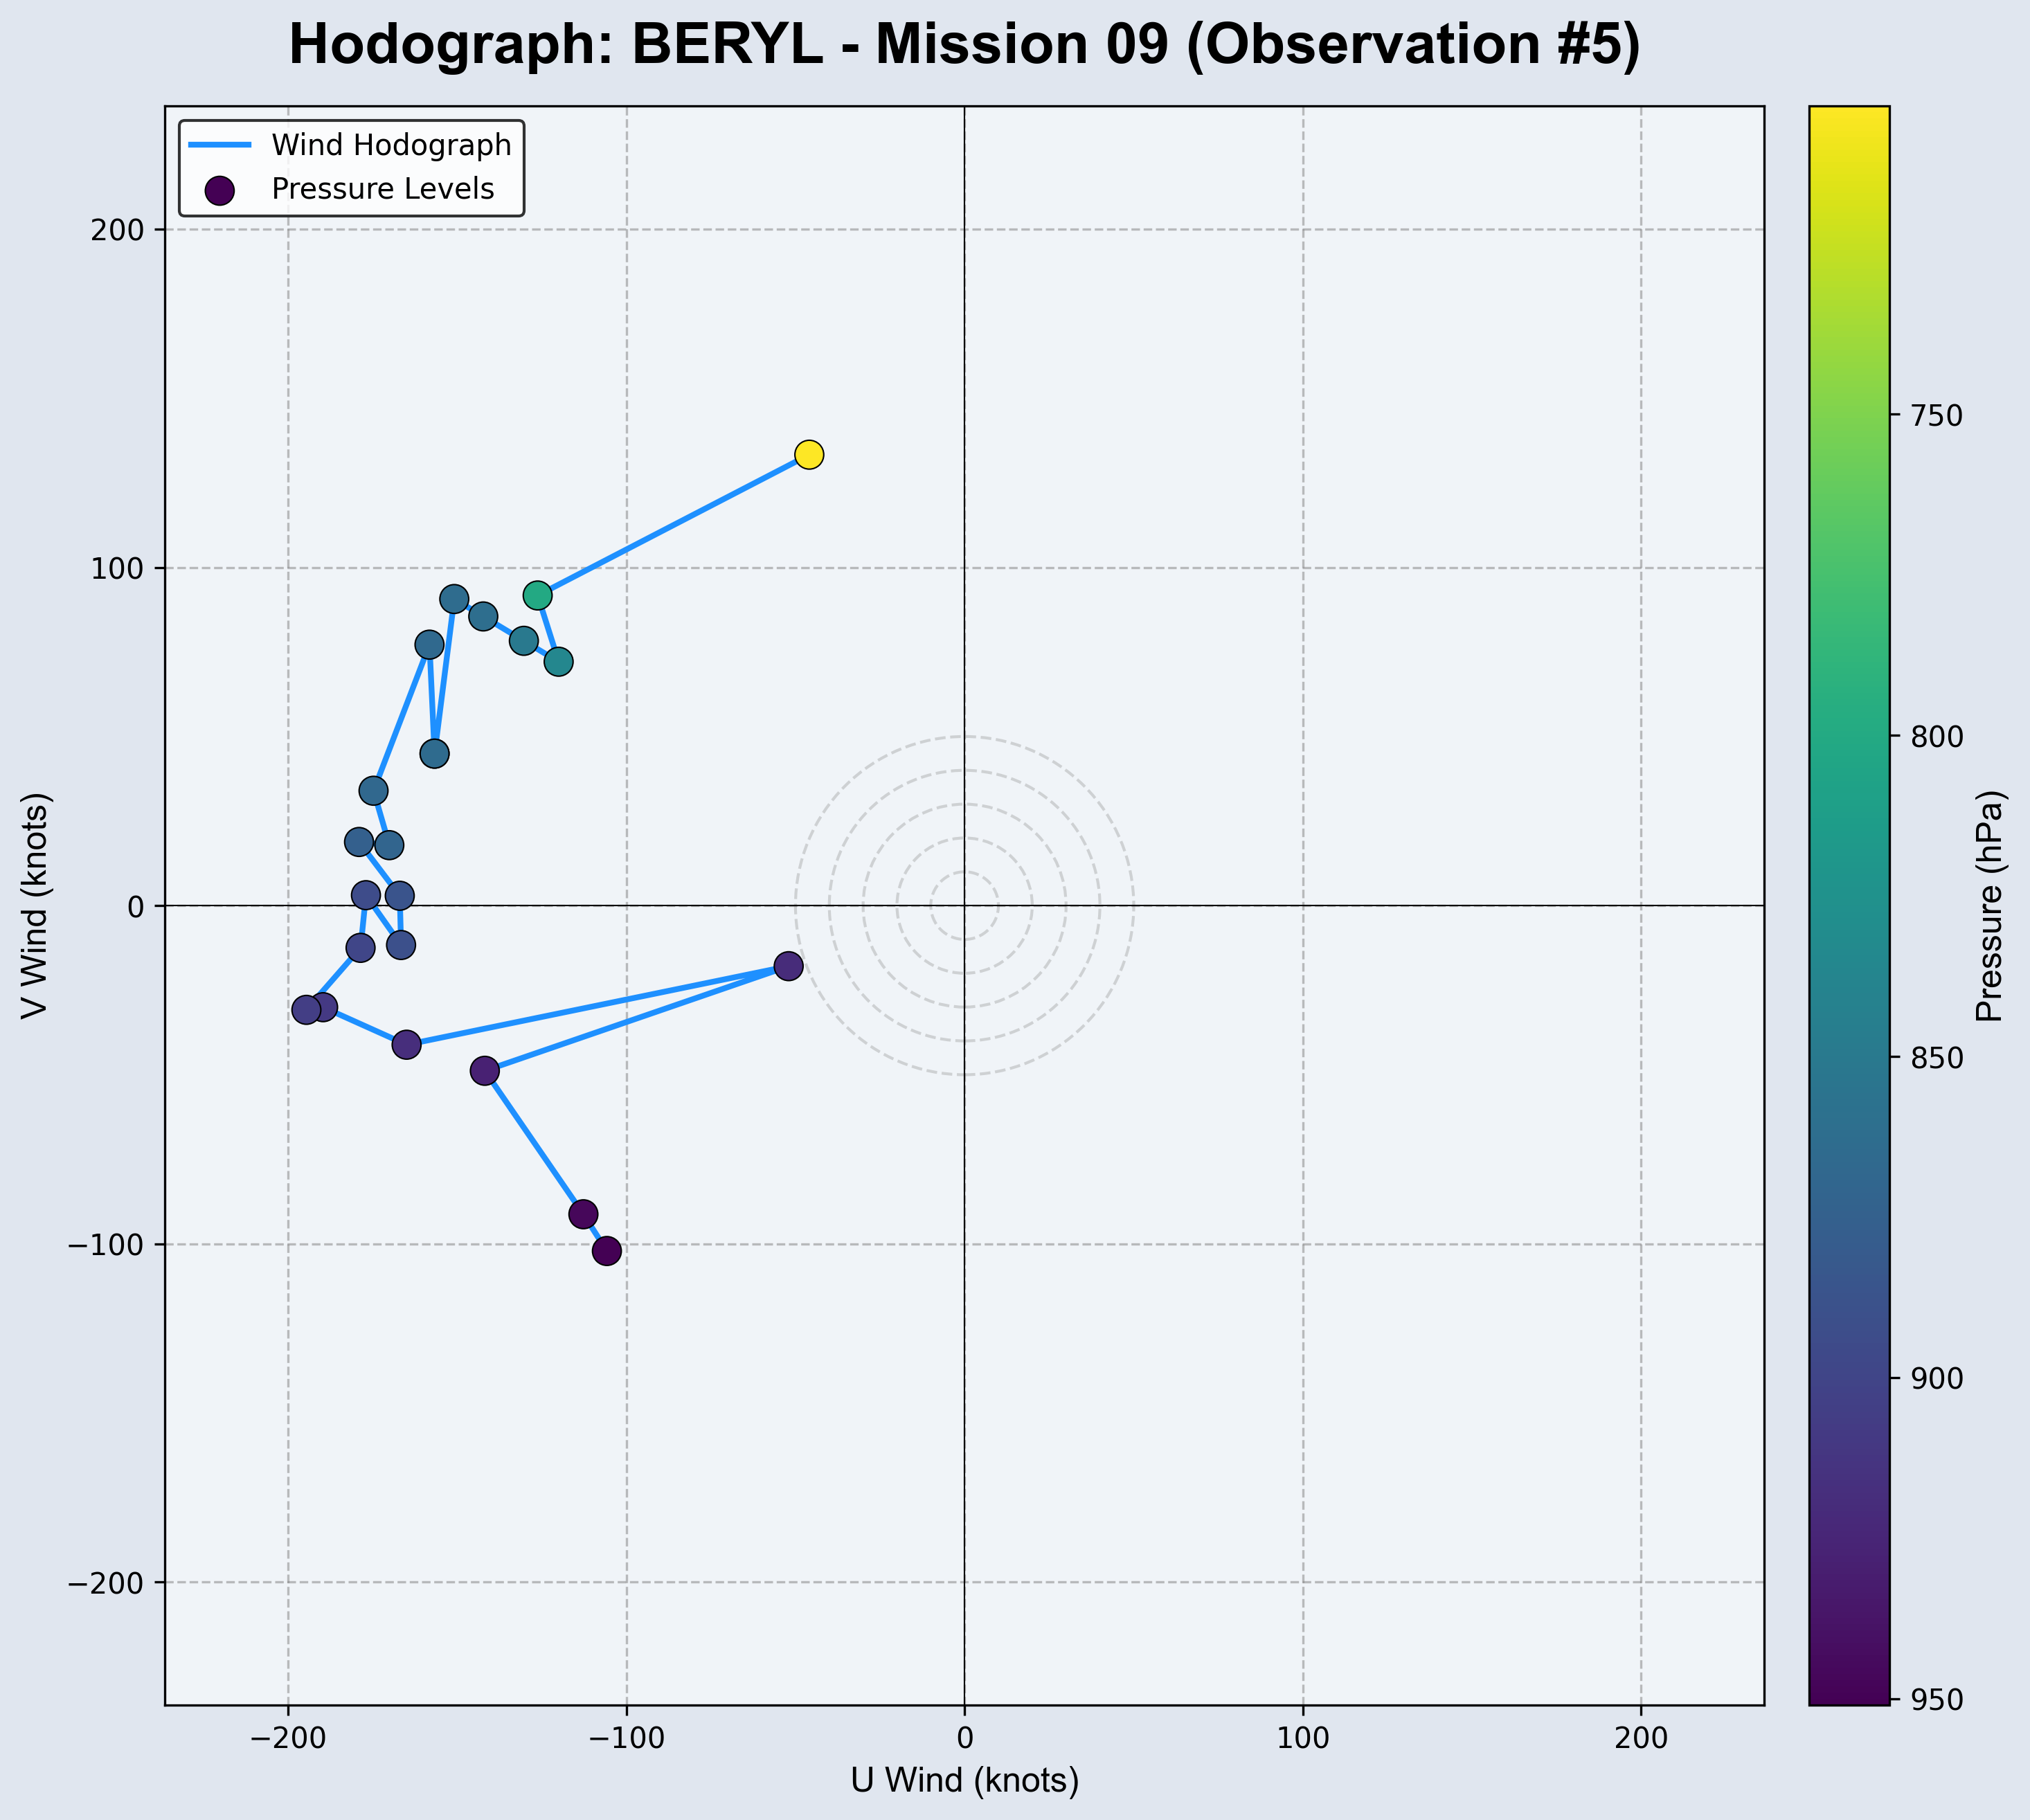 Hodograph: BERYL - Mission 09 (Observation #5)
Wind Hodograph
Pressure Levels
200
100
0
−100
−200
V Wind (knots)
−200
−100
0
100
200
U Wind (knots)
750
800
850
900
950
Pressure (hPa)